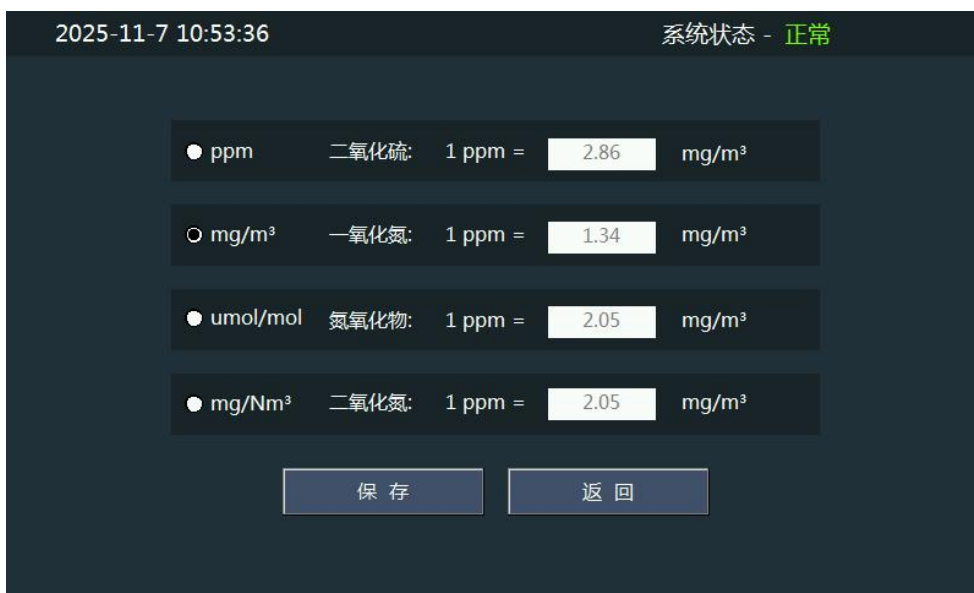 2025-11-7 10:53:36 系统状态 - 正常
ppm 二氧化硫: 1 ppm = 2.86 mg/m³
mg/m³ 一氧化氮: 1 ppm = 1.34 mg/m³
umol/mol 氮氧化物: 1 ppm = 2.05 mg/m³
mg/Nm³ 二氧化氮: 1 ppm = 2.05 mg/m³
保 存 返 回